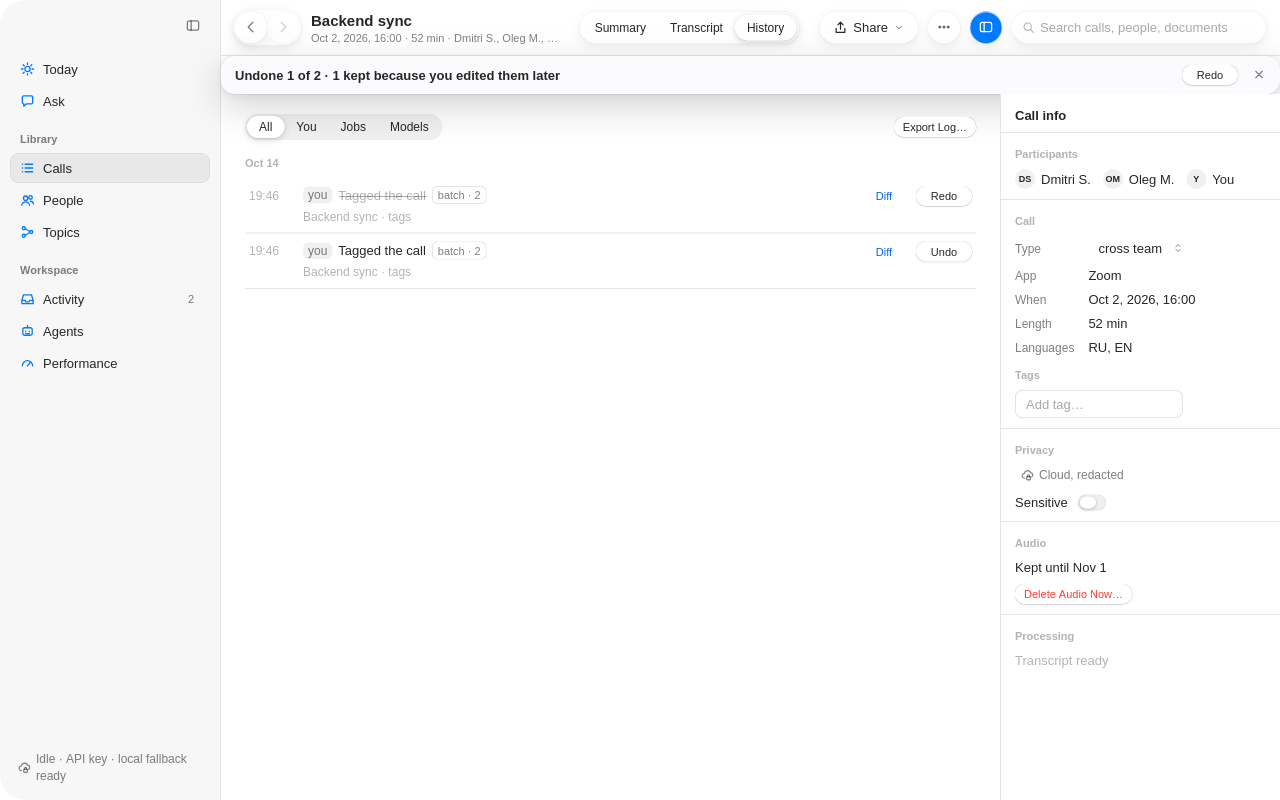 Backend sync
Oct 2, 2026, 16:00 · 52 min · Dmitri S., Oleg M., …
Summary
Transcript
History
Share
Search calls, people, documents
Today
Ask
Library
Calls
People
Topics
Workspace
Activity 2
Agents
Performance
Idle · API key · local fallback
ready
Undone 1 of 2 · 1 kept because you edited them later
Redo
All
You
Jobs
Models
Export Log…
Oct 14
19:46 you Tagged the call batch · 2 Diff Redo
Backend sync · tags
19:46 you Tagged the call batch · 2 Diff Undo
Backend sync · tags
Call info
Participants
DS Dmitri S. OM Oleg M. Y You
Call
Type cross team
App Zoom
When Oct 2, 2026, 16:00
Length 52 min
Languages RU, EN
Tags
Add tag…
Privacy
Cloud, redacted
Sensitive
Audio
Kept until Nov 1
Delete Audio Now…
Processing
Transcript ready